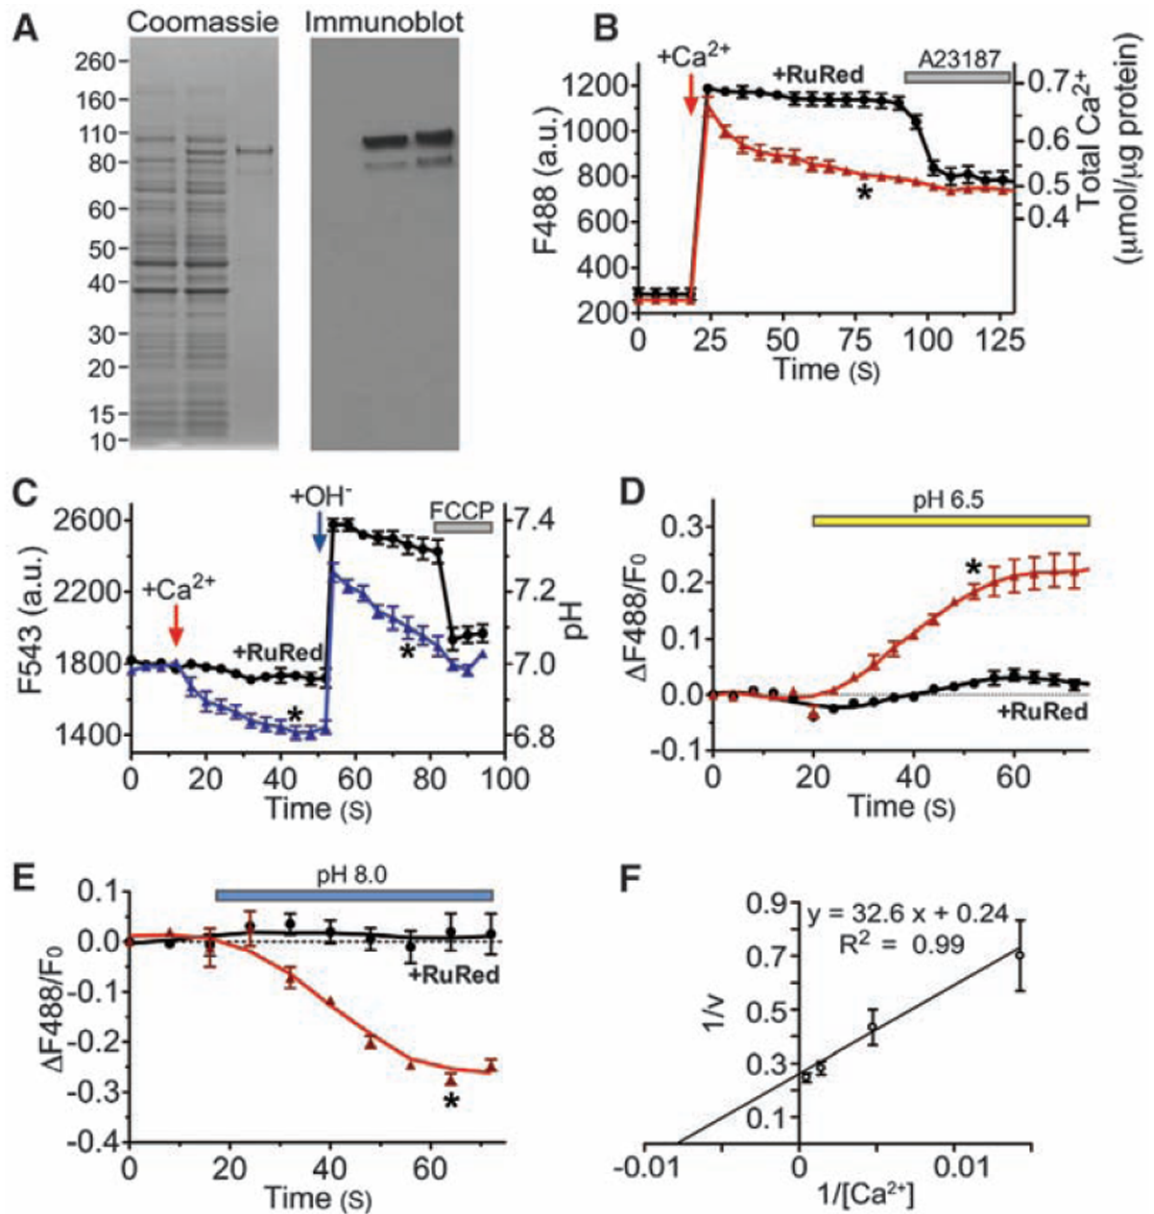 A
Coomassie Immunoblot
260
160
110
80
60
50
40
30
20
15
10
B
+Ca²⁺
+RuRed
A23187
F488 (a.u.)
1200
1000
800
600
400
200
0.7
0.6
0.5
0.4
Total Ca²⁺
(µmol/µg protein)
*
0 25 50 75 100 125
Time (S)
C
+OH⁻
FCCP
+Ca²⁺
+RuRed
F543 (a.u.)
2600
2200
1800
1400
7.4
7.2
7.0
6.8
pH
*
*
0 20 40 60 80 100
Time (S)
D
pH 6.5
ΔF488/F₀
0.3
0.2
0.1
0.0
-0.1
*
+RuRed
0 20 40 60
Time (S)
E
pH 8.0
ΔF488/F₀
0.1
0.0
-0.1
-0.2
-0.3
-0.4
+RuRed
*
0 20 40 60
Time (S)
F
y = 32.6 x + 0.24
R² = 0.99
1/v
0.9
0.7
0.5
0.3
0.1
-0.01 0 0.01
1/[Ca²⁺]